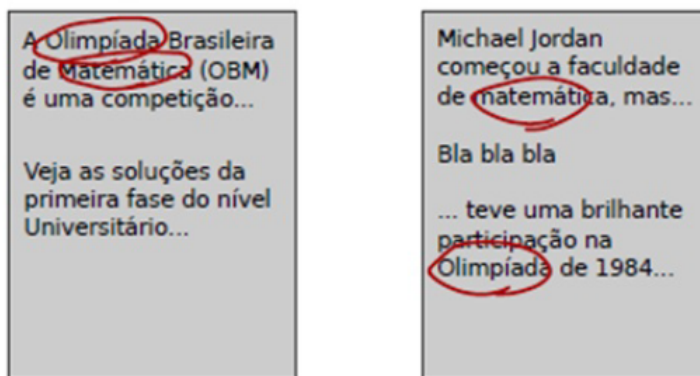 A Olimpíada Brasileira
de Matemática (OBM)
é uma competição...
Veja as soluções da
primeira fase do nível
Universitário...
Michael Jordan
começou a faculdade
de matemática, mas...
Bla bla bla
... teve uma brilhante
participação na
Olimpíada de 1984...